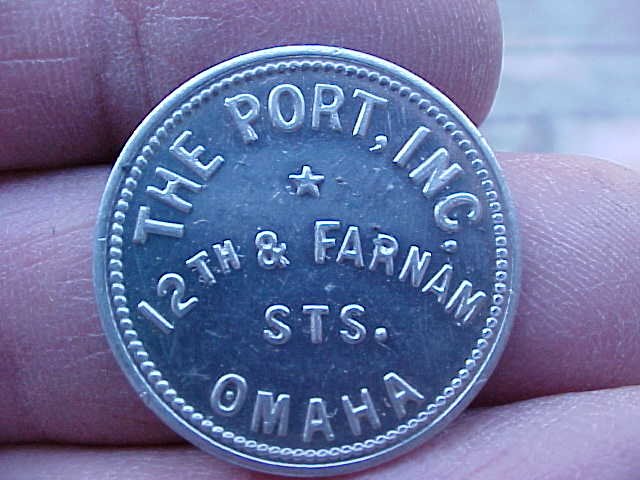 THE PORT, INC.
12TH & FARNAM
STS.
OMAHA